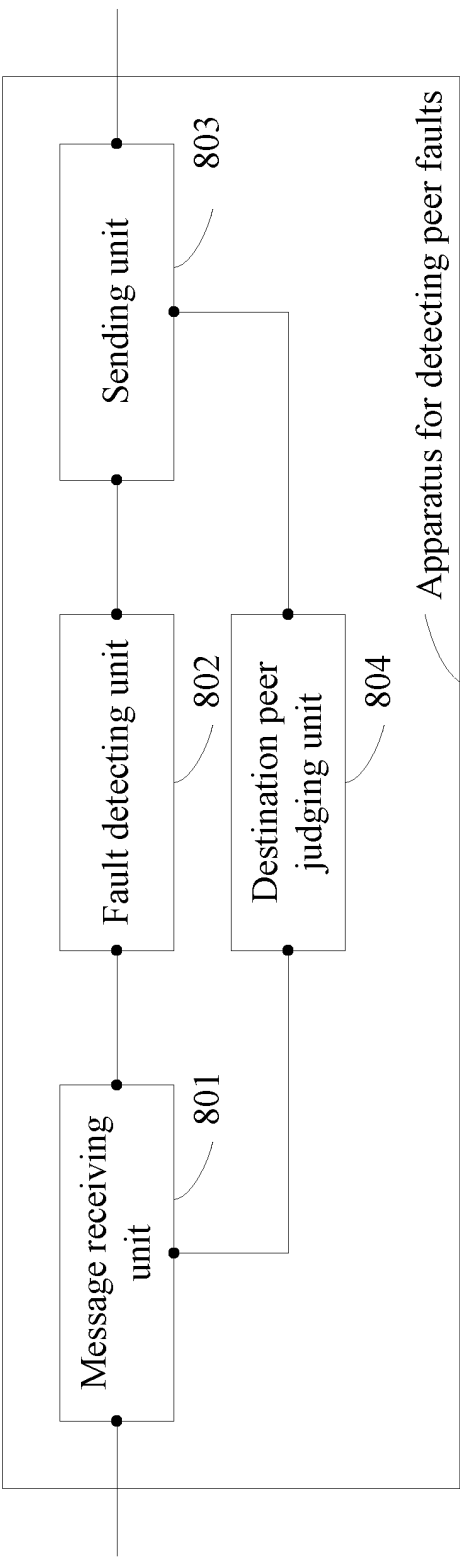 Message receiving
unit
801
Fault detecting unit
802
Sending unit
803
Destination peer
judging unit
804
Apparatus for detecting peer faults